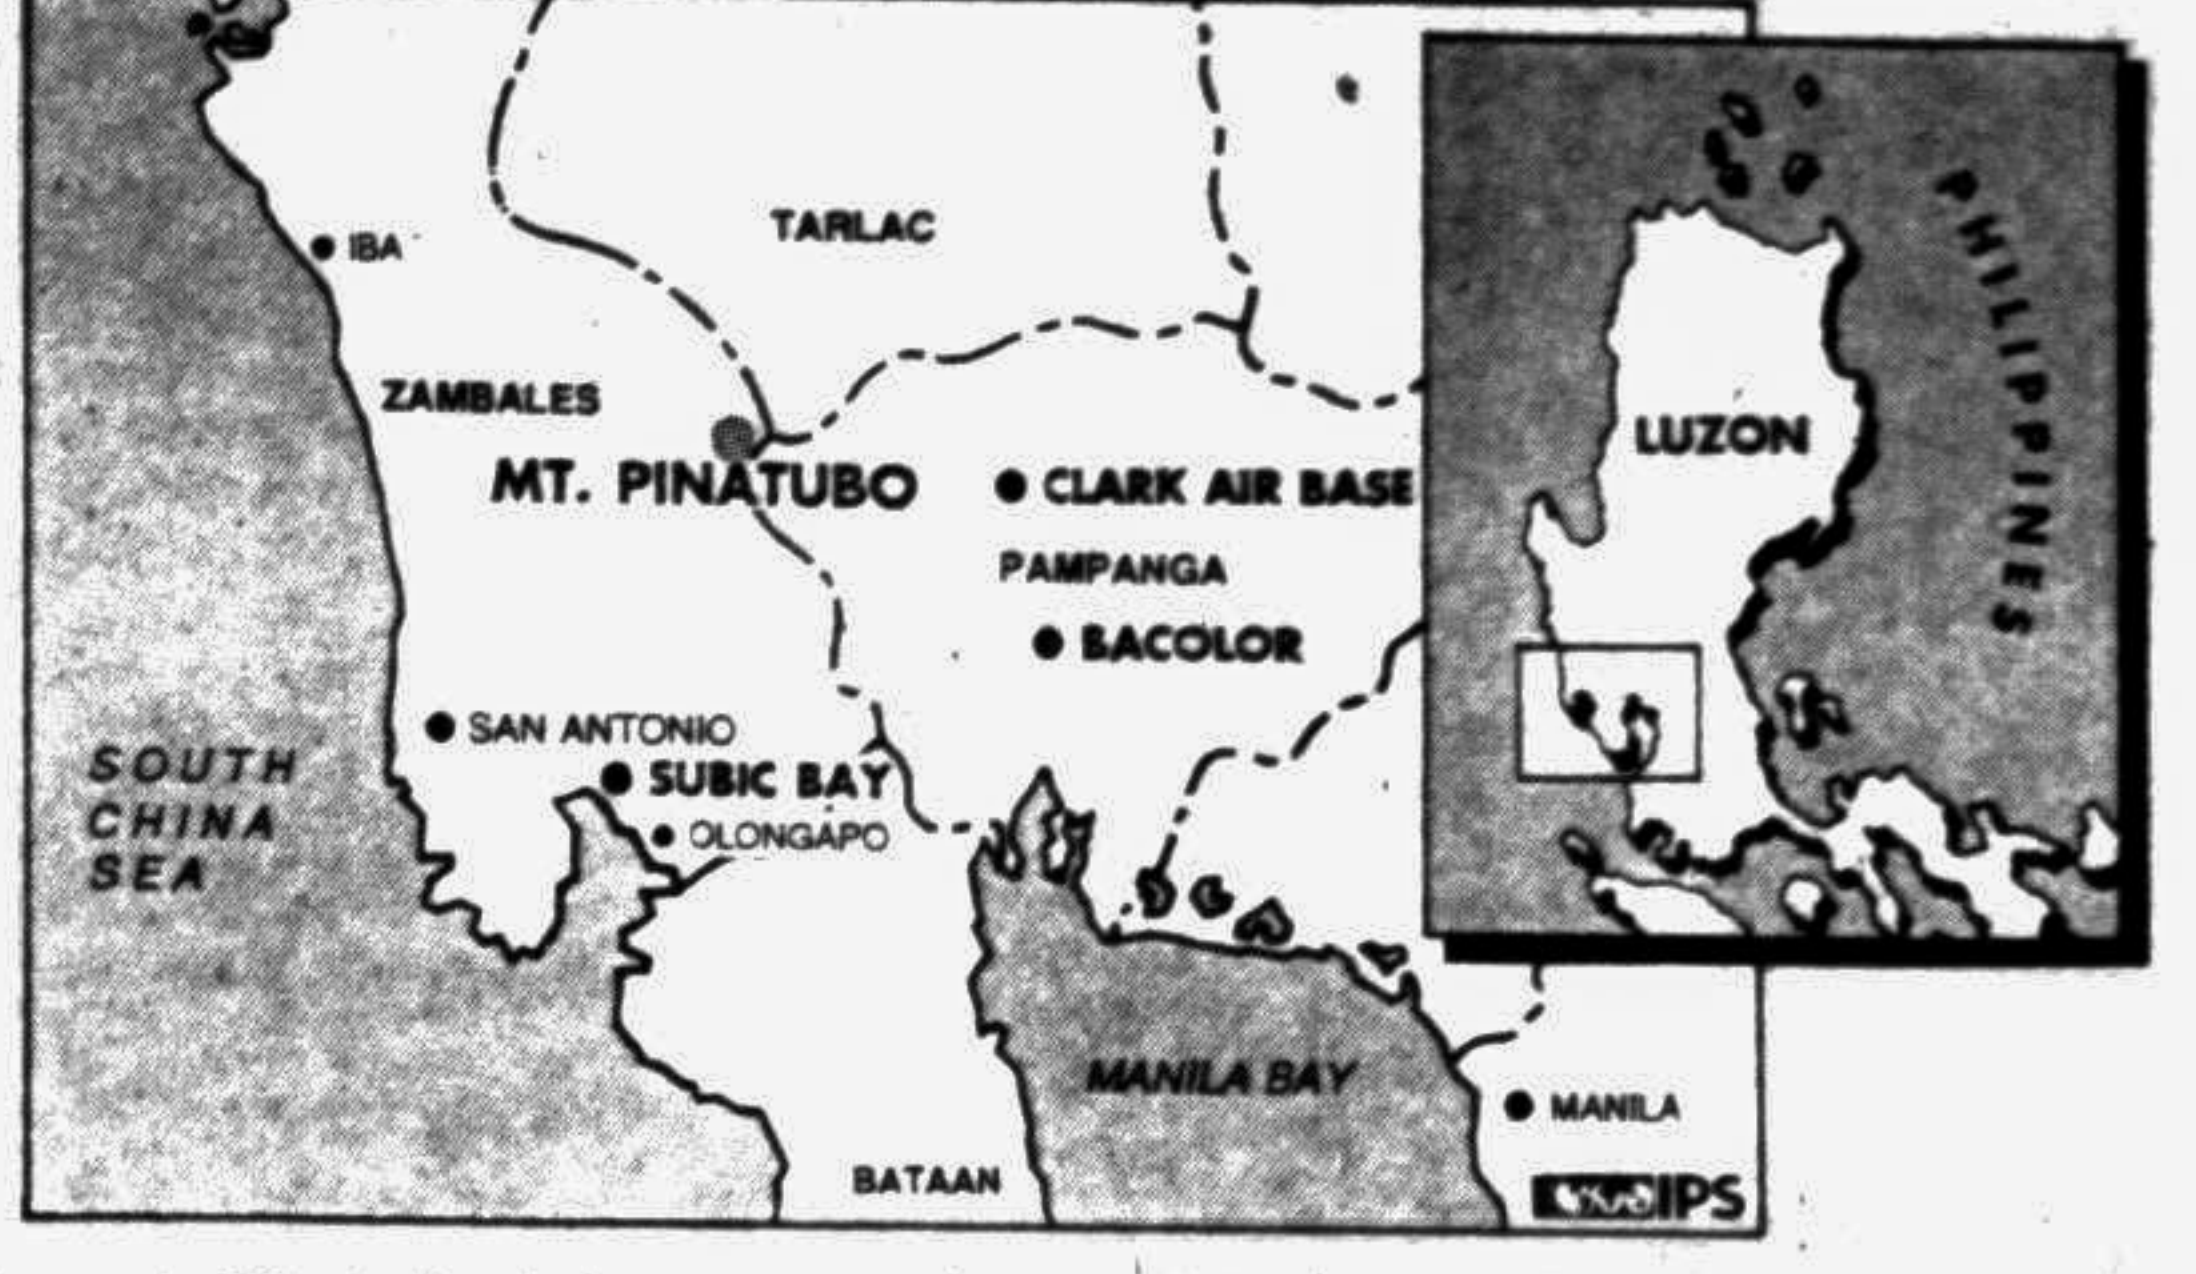 IBA
TARLAC
ZAMBALES
MT. PINATUBO
CLARK AIR BASE
PAMPANGA
BACOLOR
SAN ANTONIO
SUBIC BAY
OLONGAPO
SOUTH
CHINA
SEA
MANILA BAY
MANILA
BATAAN
IPS
LUZON
PHILIPPINES